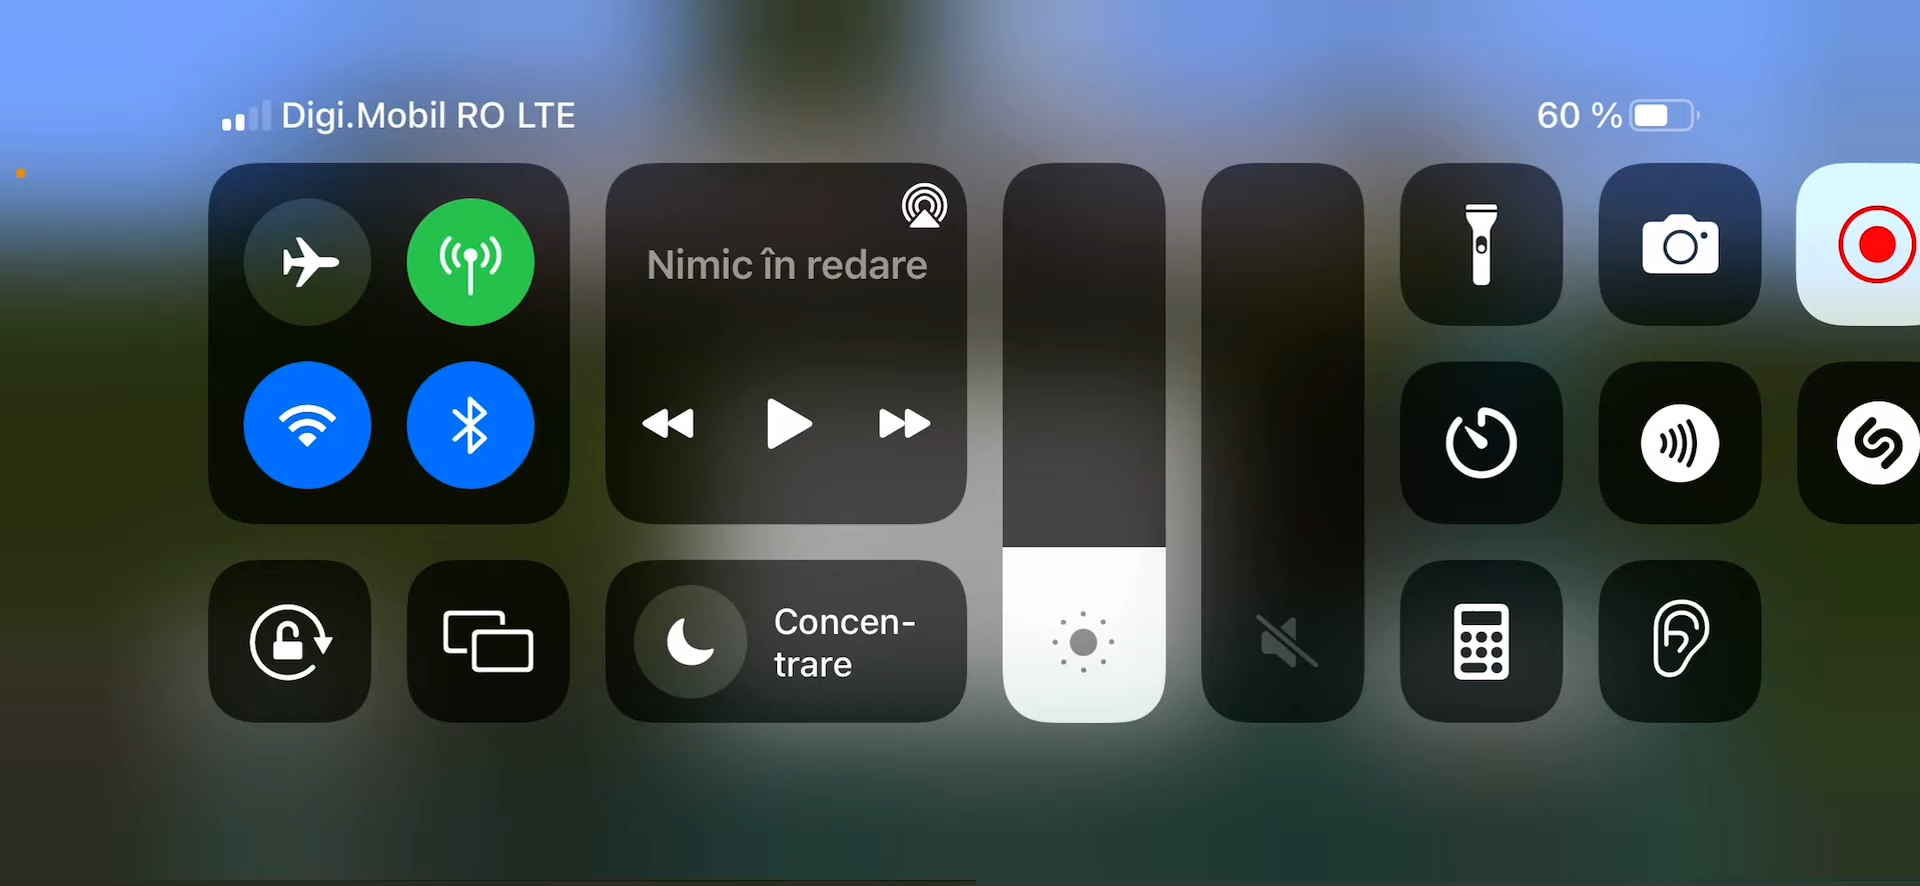 Digi.Mobil RO LTE
60 %
Nimic în redare
Concen-
trare